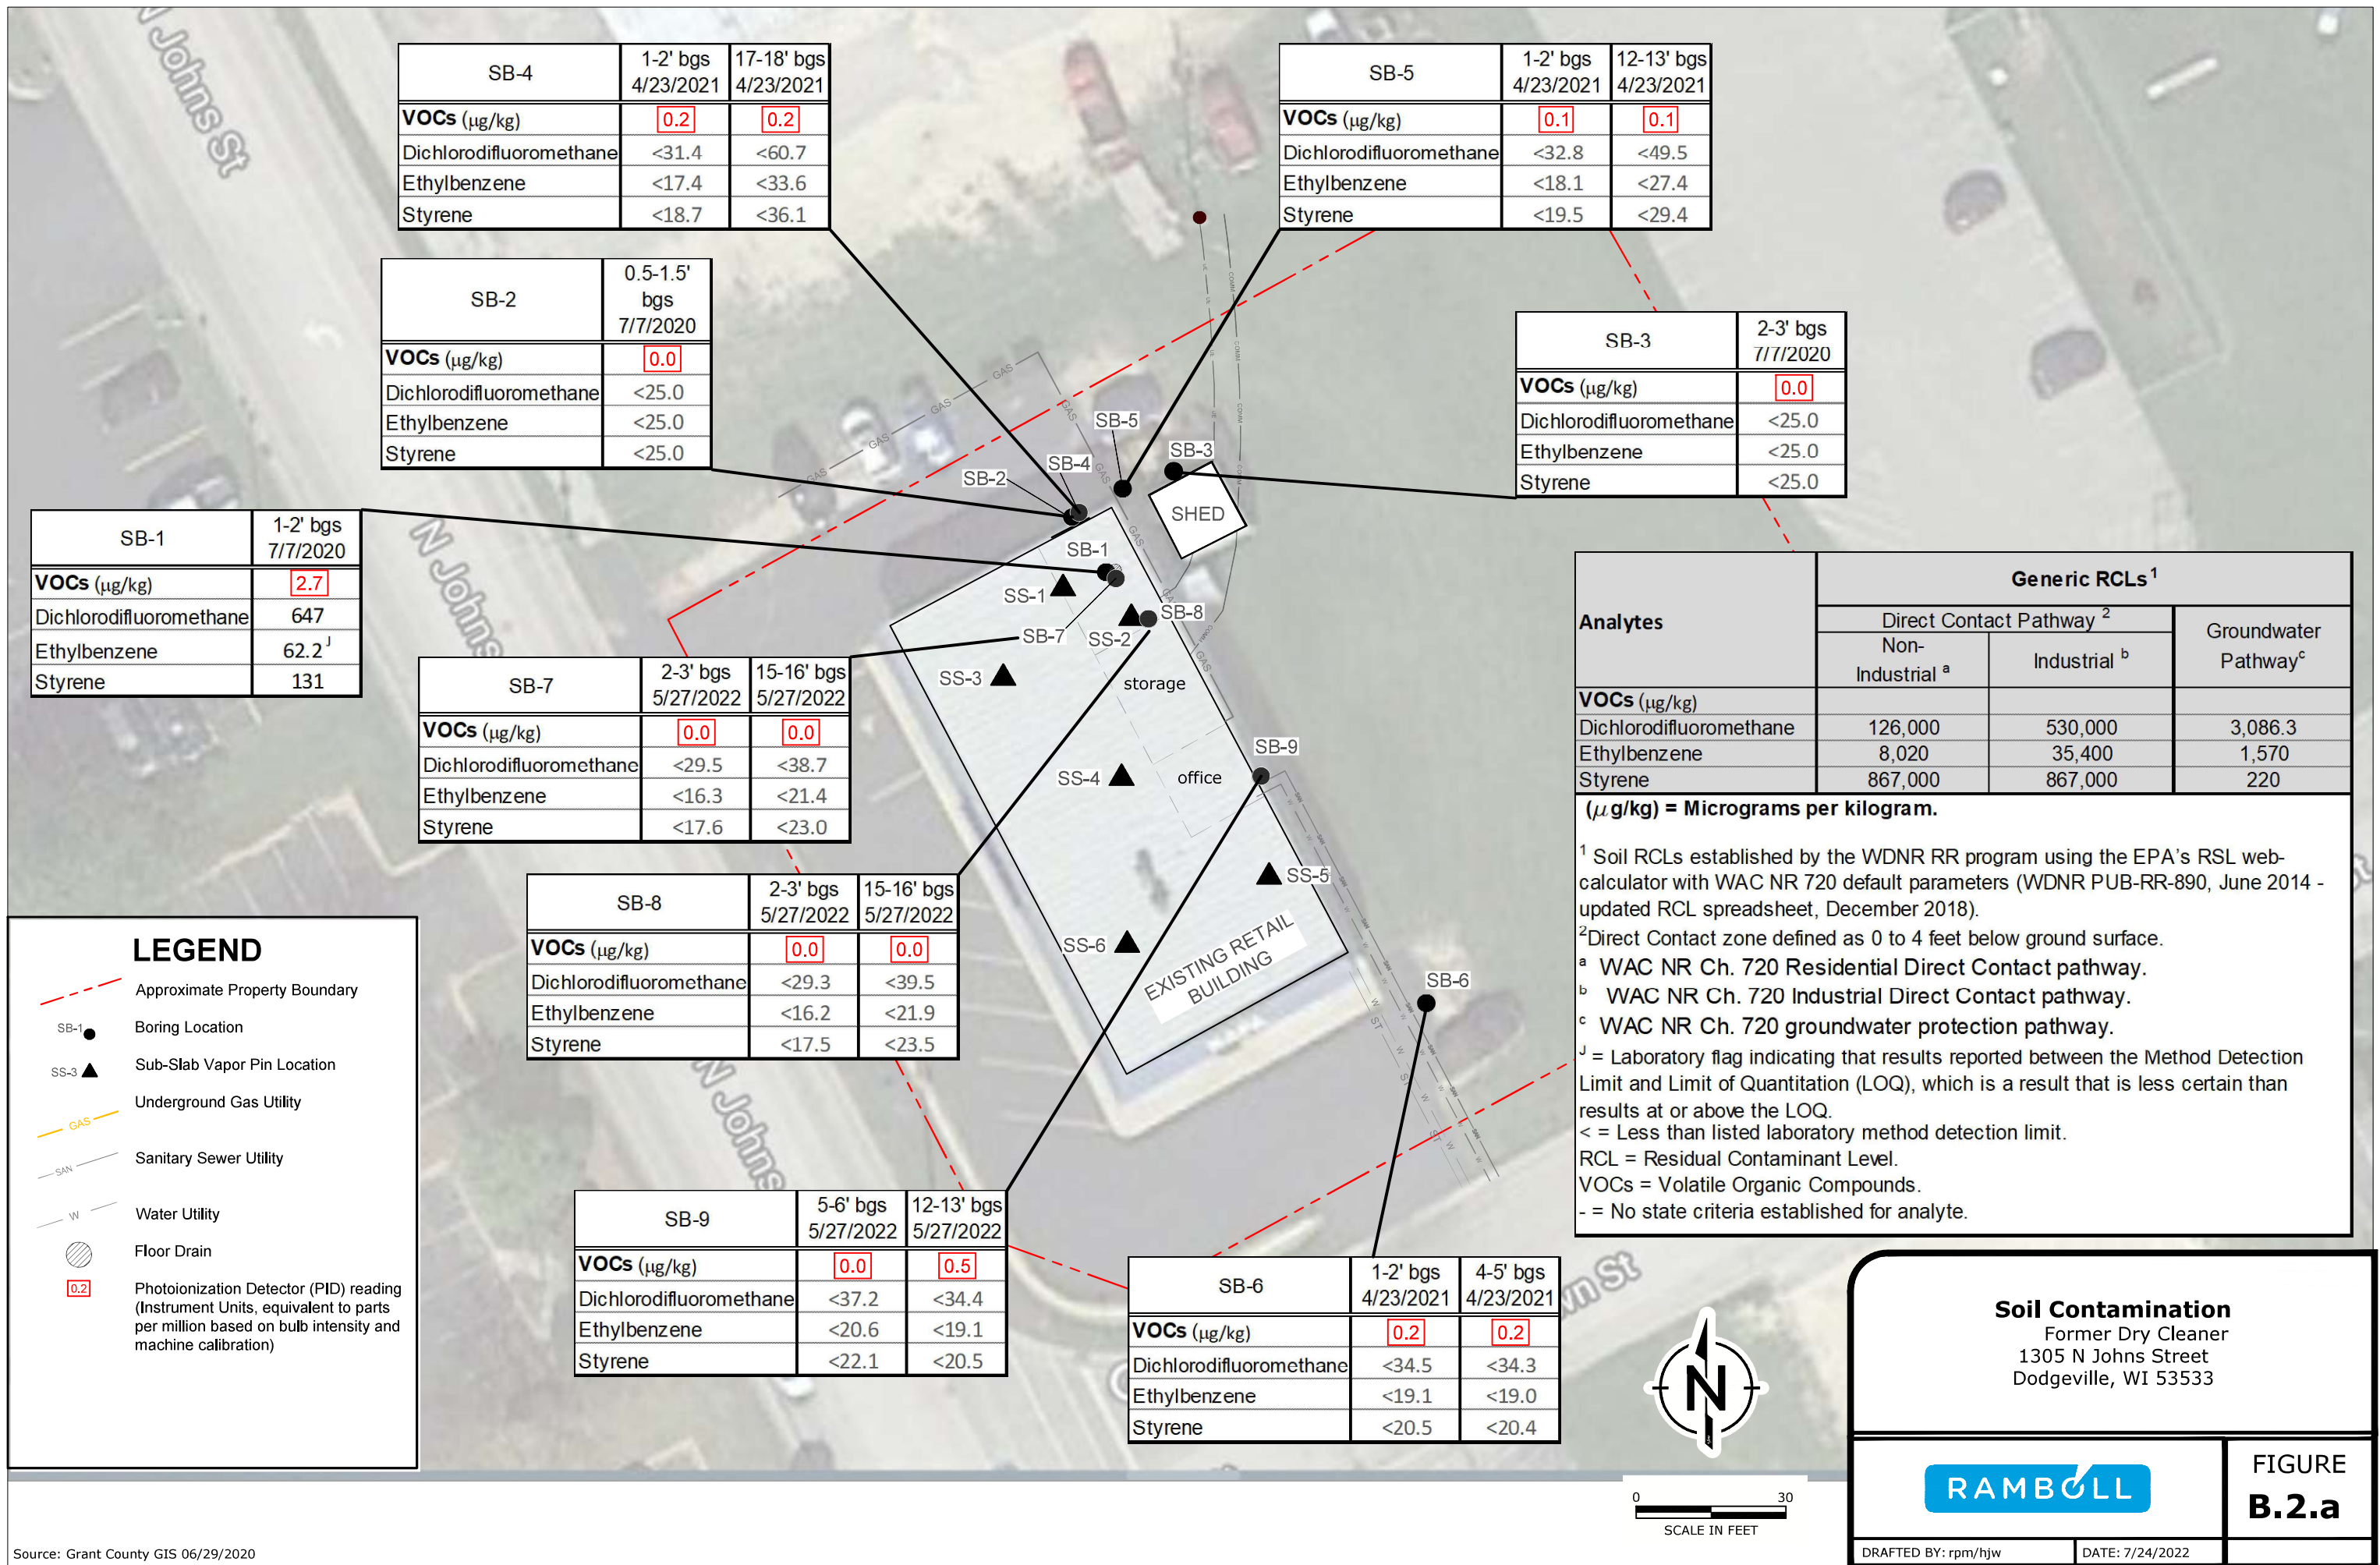 N Johns St
SB-4 1-2' bgs 4/23/2021 17-18' bgs 4/23/2021
VOCs (µg/kg) 0.2 0.2
Dichlorodifluoromethane <31.4 <60.7
Ethylbenzene <17.4 <33.6
Styrene <18.7 <36.1
SB-5 1-2' bgs 4/23/2021 12-13' bgs 4/23/2021
VOCs (µg/kg) 0.1 0.1
Dichlorodifluoromethane <32.8 <49.5
Ethylbenzene <18.1 <27.4
Styrene <19.5 <29.4
SB-2 0.5-1.5' bgs 7/7/2020
VOCs (µg/kg) 0.0
Dichlorodifluoromethane <25.0
Ethylbenzene <25.0
Styrene <25.0
SB-3 2-3' bgs 7/7/2020
VOCs (µg/kg) 0.0
Dichlorodifluoromethane <25.0
Ethylbenzene <25.0
Styrene <25.0
SB-1 1-2' bgs 7/7/2020
VOCs (µg/kg) 2.7
Dichlorodifluoromethane 647
Ethylbenzene 62.2 J
Styrene 131
SB-7 2-3' bgs 5/27/2022 15-16' bgs 5/27/2022
VOCs (µg/kg) 0.0 0.0
Dichlorodifluoromethane <29.5 <38.7
Ethylbenzene <16.3 <21.4
Styrene <17.6 <23.0
SB-8 2-3' bgs 5/27/2022 15-16' bgs 5/27/2022
VOCs (µg/kg) 0.0 0.0
Dichlorodifluoromethane <29.3 <39.5
Ethylbenzene <16.2 <21.9
Styrene <17.5 <23.5
SB-9 5-6' bgs 5/27/2022 12-13' bgs 5/27/2022
VOCs (µg/kg) 0.0 0.5
Dichlorodifluoromethane <37.2 <34.4
Ethylbenzene <20.6 <19.1
Styrene <22.1 <20.5
SB-6 1-2' bgs 4/23/2021 4-5' bgs 4/23/2021
VOCs (µg/kg) 0.2 0.2
Dichlorodifluoromethane <34.5 <34.3
Ethylbenzene <19.1 <19.0
Styrene <20.5 <20.4
GAS
GAS
GAS
GAS
GAS
GAS
GAS
GAS
COMM
COMM
COMM
SB-5
SB-3
SB-4
SB-2
SHED
SB-1
SS-1
SB-8
SB-7
SS-2
SS-3
storage
SB-9
SS-4
office
SS-5
SS-6
EXISTING RETAIL
BUILDING
SB-6
N Johns
N Johns
Analytes Generic RCLs 1
Direct Contact Pathway 2 Groundwater Pathway c
Non-Industrial a Industrial b
VOCs (µg/kg)
Dichlorodifluoromethane 126,000 530,000 3,086.3
Ethylbenzene 8,020 35,400 1,570
Styrene 867,000 867,000 220
(µg/kg) = Micrograms per kilogram.
1 Soil RCLs established by the WDNR RR program using the EPA's RSL web-
calculator with WAC NR 720 default parameters (WDNR PUB-RR-890, June 2014 -
updated RCL spreadsheet, December 2018).
2Direct Contact zone defined as 0 to 4 feet below ground surface.
a WAC NR Ch. 720 Residential Direct Contact pathway.
b WAC NR Ch. 720 Industrial Direct Contact pathway.
c WAC NR Ch. 720 groundwater protection pathway.
J = Laboratory flag indicating that results reported between the Method Detection
Limit and Limit of Quantitation (LOQ), which is a result that is less certain than
results at or above the LOQ.
< = Less than listed laboratory method detection limit.
RCL = Residual Contaminant Level.
VOCs = Volatile Organic Compounds.
- = No state criteria established for analyte.
LEGEND
Approximate Property Boundary
SB-1 Boring Location
SS-3 Sub-Slab Vapor Pin Location
GAS Underground Gas Utility
SAN Sanitary Sewer Utility
W Water Utility
Floor Drain
0.2 Photoionization Detector (PID) reading
(Instrument Units, equivalent to parts
per million based on bulb intensity and
machine calibration)
N
0 30
SCALE IN FEET
Soil Contamination
Former Dry Cleaner
1305 N Johns Street
Dodgeville, WI 53533
RAMBOLL
FIGURE
B.2.a
DRAFTED BY: rpm/hjw DATE: 7/24/2022
Source: Grant County GIS 06/29/2020